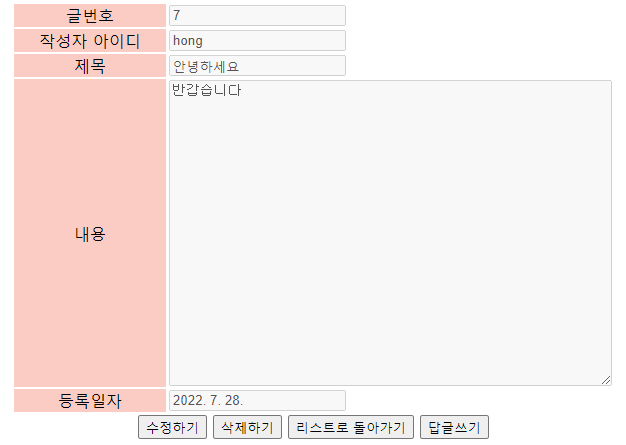 글번호 7
작성자 아이디 hong
제목 안녕하세요
내용 반갑습니다
등록일자 2022. 7. 28.
수정하기 삭제하기 리스트로 돌아가기 답글쓰기